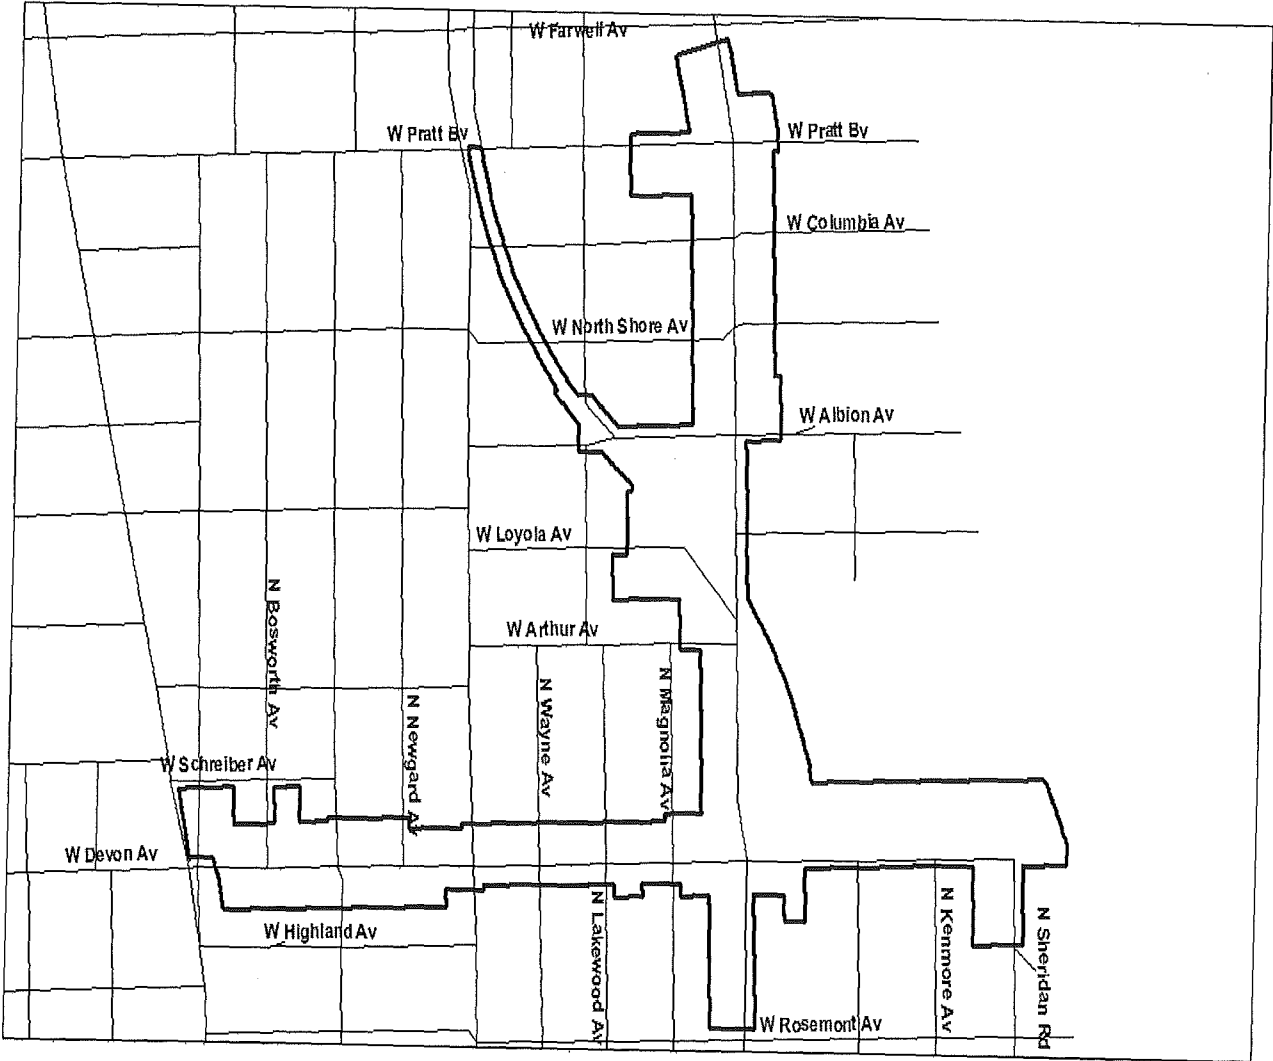 W Farwell Av
W Pratt Bv
W Pratt Bv
W Columbia Av
W North Shore Av
W Albion Av
W Loyola Av
N Bosworth Av
W Arthur Av
N Magnolia Av
N Wayne Av
N Newgard Av
W Schreiber Av
W Devon Av
N Lakewood Av
N Kenmore Av
N Sheridan Rd
W Highland Av
W Rosemont Av